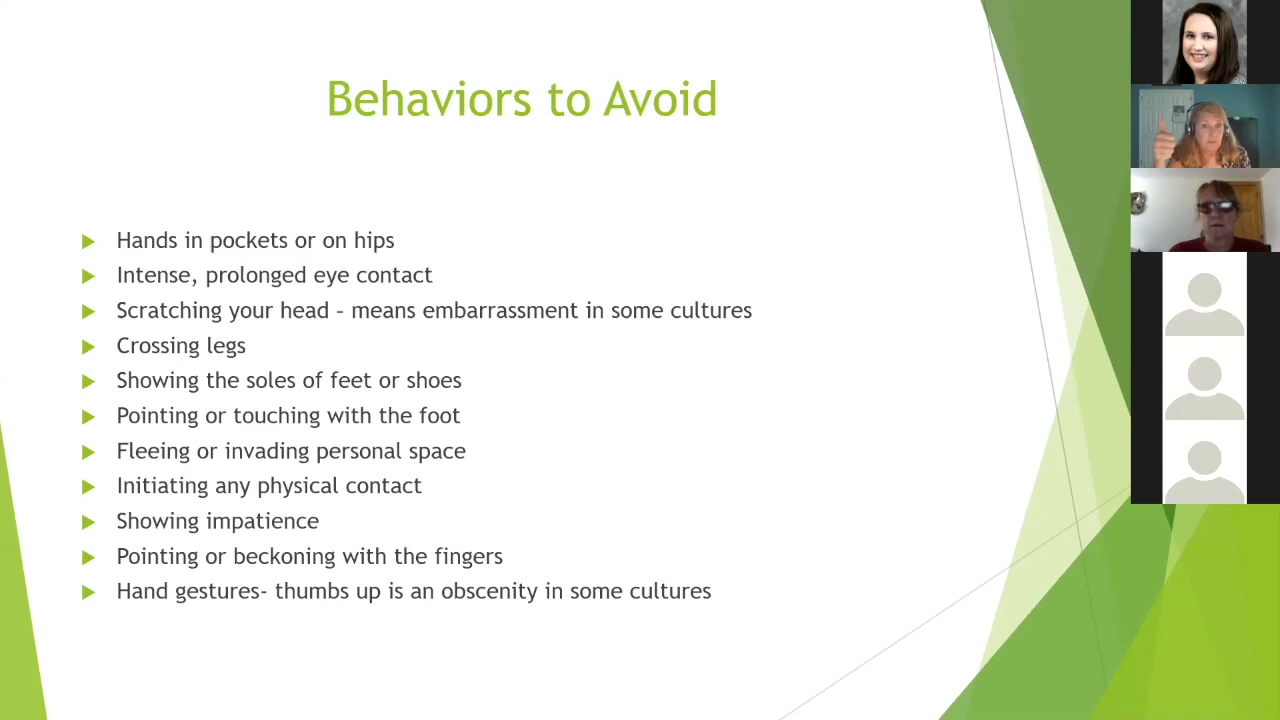 Behaviors to Avoid
Hands in pockets or on hips
Intense, prolonged eye contact
Scratching your head – means embarrassment in some cultures
Crossing legs
Showing the soles of feet or shoes
Pointing or touching with the foot
Fleeing or invading personal space
Initiating any physical contact
Showing impatience
Pointing or beckoning with the fingers
Hand gestures- thumbs up is an obscenity in some cultures